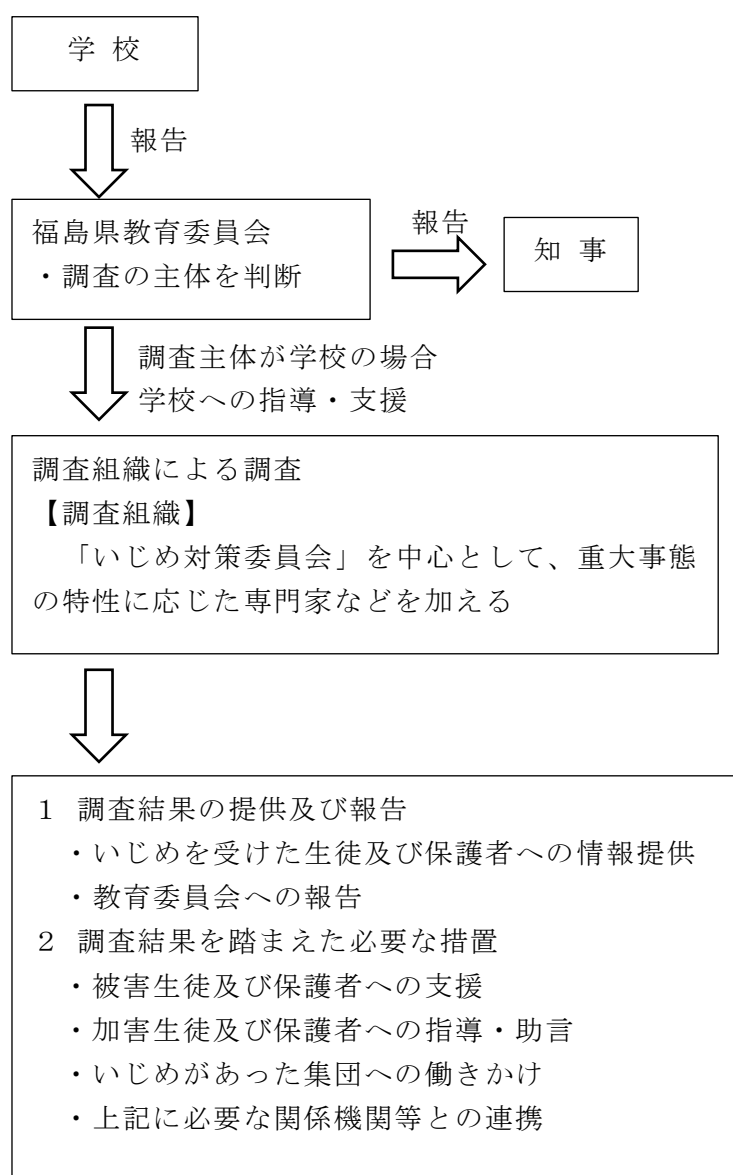 学 校
報告
福島県教育委員会
・調査の主体を判断
報告
知 事
調査主体が学校の場合
学校への指導・支援
調査組織による調査
【調査組織】
「いじめ対策委員会」を中心として、重大事態
の特性に応じた専門家などを加える
１ 調査結果の提供及び報告
・いじめを受けた生徒及び保護者への情報提供
・教育委員会への報告
２ 調査結果を踏まえた必要な措置
・被害生徒及び保護者への支援
・加害生徒及び保護者への指導・助言
・いじめがあった集団への働きかけ
・上記に必要な関係機関等との連携